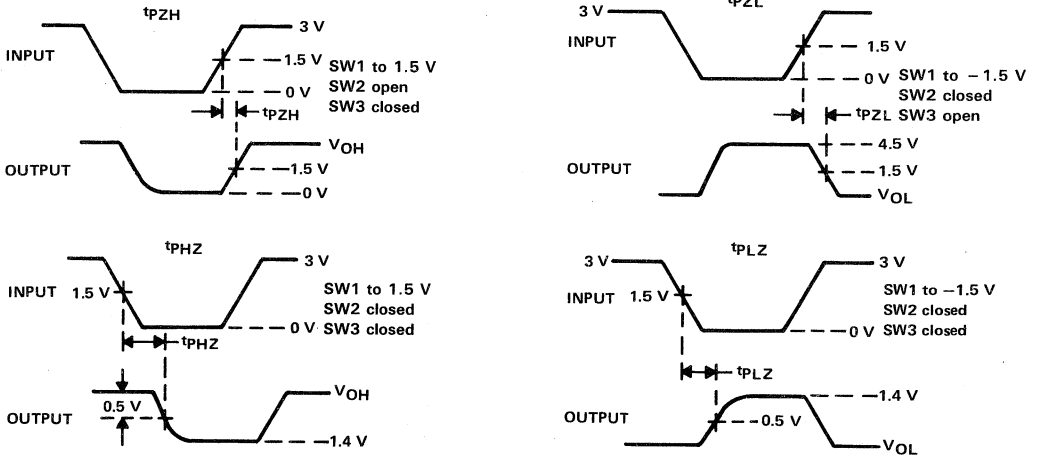 tPZH
3 V
INPUT
1.5 V
SW1 to 1.5 V
SW2 open
0 V
SW3 closed
tPZH
VOH
OUTPUT
1.5 V
0 V
tPZL
3 V
INPUT
1.5 V
0 V
SW1 to – 1.5 V
SW2 closed
tPZL
SW3 open
4.5 V
OUTPUT
1.5 V
VOL
tPHZ
3 V
INPUT
1.5 V
SW1 to 1.5 V
SW2 closed
0 V
SW3 closed
tPHZ
VOH
0.5 V
OUTPUT
1.4 V
tPLZ
3 V
3 V
INPUT
1.5 V
SW1 to –1.5 V
SW2 closed
0 V
SW3 closed
tPLZ
1.4 V
OUTPUT
0.5 V
VOL